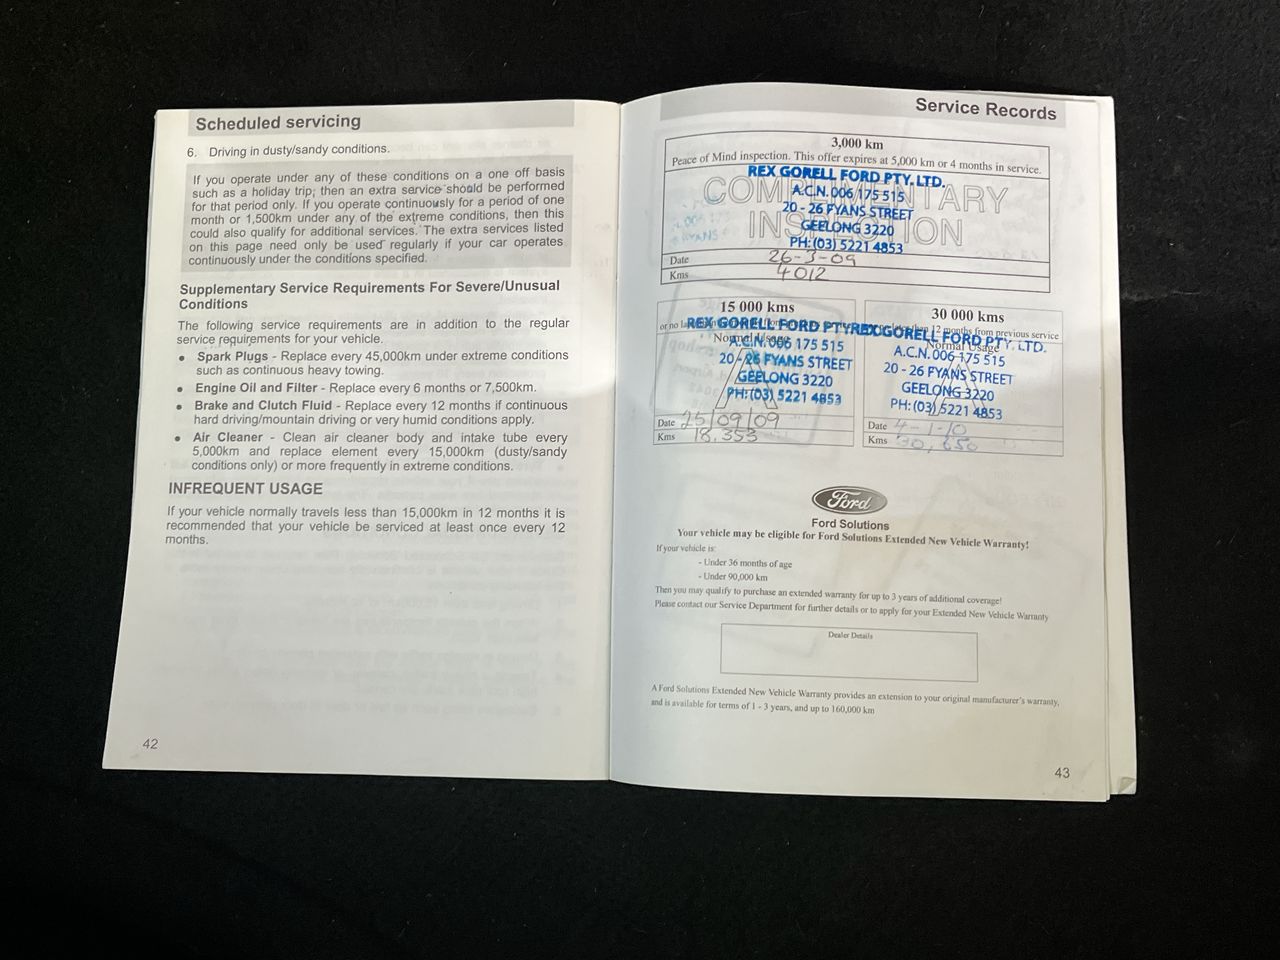 Scheduled servicing
6. Driving in dusty/sandy conditions.
If you operate under any of these conditions on a one off basis
such as a holiday trip; then an extra service should be performed
for that period only. If you operate continuously for a period of one
month or 1,500km under any of the extreme conditions, then this
could also qualify for additional services. The extra services listed
on this page need only be used regularly if your car operates
continuously under the conditions specified.
Supplementary Service Requirements For Severe/Unusual
Conditions
The following service requirements are in addition to the regular
service requirements for your vehicle.
• Spark Plugs - Replace every 45,000km under extreme conditions
such as continuous heavy towing.
• Engine Oil and Filter - Replace every 6 months or 7,500km.
• Brake and Clutch Fluid - Replace every 12 months if continuous
hard driving/mountain driving or very humid conditions apply.
• Air Cleaner - Clean air cleaner body and intake tube every
5,000km and replace element every 15,000km (dusty/sandy
conditions only) or more frequently in extreme conditions.
INFREQUENT USAGE
If your vehicle normally travels less than 15,000km in 12 months it is
recommended that your vehicle be serviced at least once every 12
months.
42
Service Records
3,000 km
Peace of Mind inspection. This offer expires at 5,000 km or 4 months in service.
COMPLIMENTARY
INSPECTION
REX GORELL FORD PTY. LTD.
A.C.N. 006 175 515
20 - 26 FYANS STREET
GEELONG 3220
PH: (03) 5221 4853
Date 26-3-09
Kms 4012
15 000 kms
or no
Normal Usage
A
REX GORELL FORD PTY
A.C.N. 006 175 515
20 - 26 FYANS STREET
GEELONG 3220
PH: (03) 5221 4853
Date 25/09/09
Kms 18,353
30 000 kms
than 12 months from previous service
Normal Usage
A
REX GORELL FORD PTY. LTD.
A.C.N. 006 175 515
20 - 26 FYANS STREET
GEELONG 3220
PH: (03) 5221 4853
Date 4-1-10
Kms 30,650
Ford
Ford Solutions
Your vehicle may be eligible for Ford Solutions Extended New Vehicle Warranty!
If your vehicle is:
- Under 36 months of age
- Under 90,000 km
Then you may qualify to purchase an extended warranty for up to 3 years of additional coverage!
Please contact our Service Department for further details or to apply for your Extended New Vehicle Warranty
Dealer Details
A Ford Solutions Extended New Vehicle Warranty provides an extension to your original manufacturer's warranty,
and is available for terms of 1 - 3 years, and up to 160,000 km
43